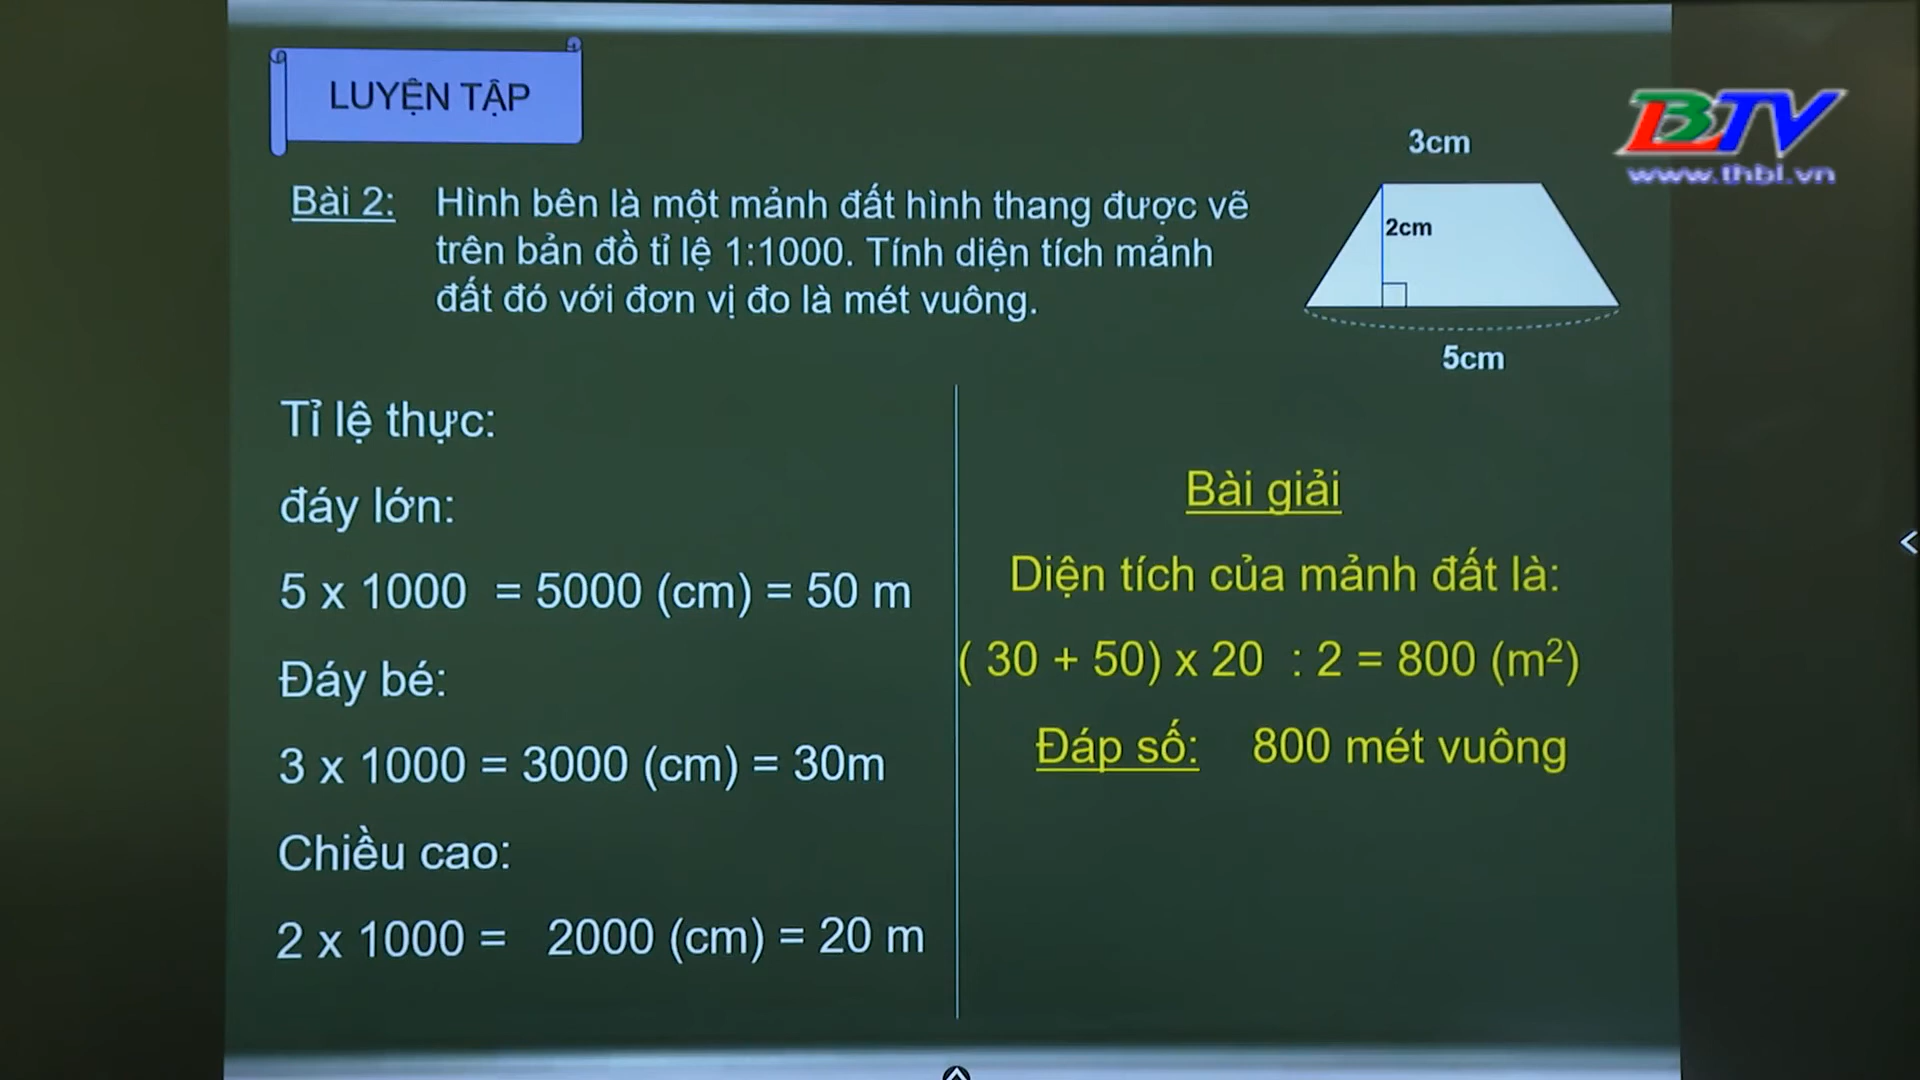 LUYỆN TẬP
BTV
www.thbl.vn
Bài 2: Hình bên là một mảnh đất hình thang được vẽ
trên bản đồ tỉ lệ 1:1000. Tính diện tích mảnh
đất đó với đơn vị đo là mét vuông.
3cm
2cm
5cm
Tỉ lệ thực:
đáy lớn:
5 x 1000 = 5000 (cm) = 50 m
Đáy bé:
3 x 1000 = 3000 (cm) = 30m
Chiều cao:
2 x 1000 = 2000 (cm) = 20 m
Bài giải
Diện tích của mảnh đất là:
( 30 + 50) x 20 : 2 = 800 (m²)
Đáp số: 800 mét vuông